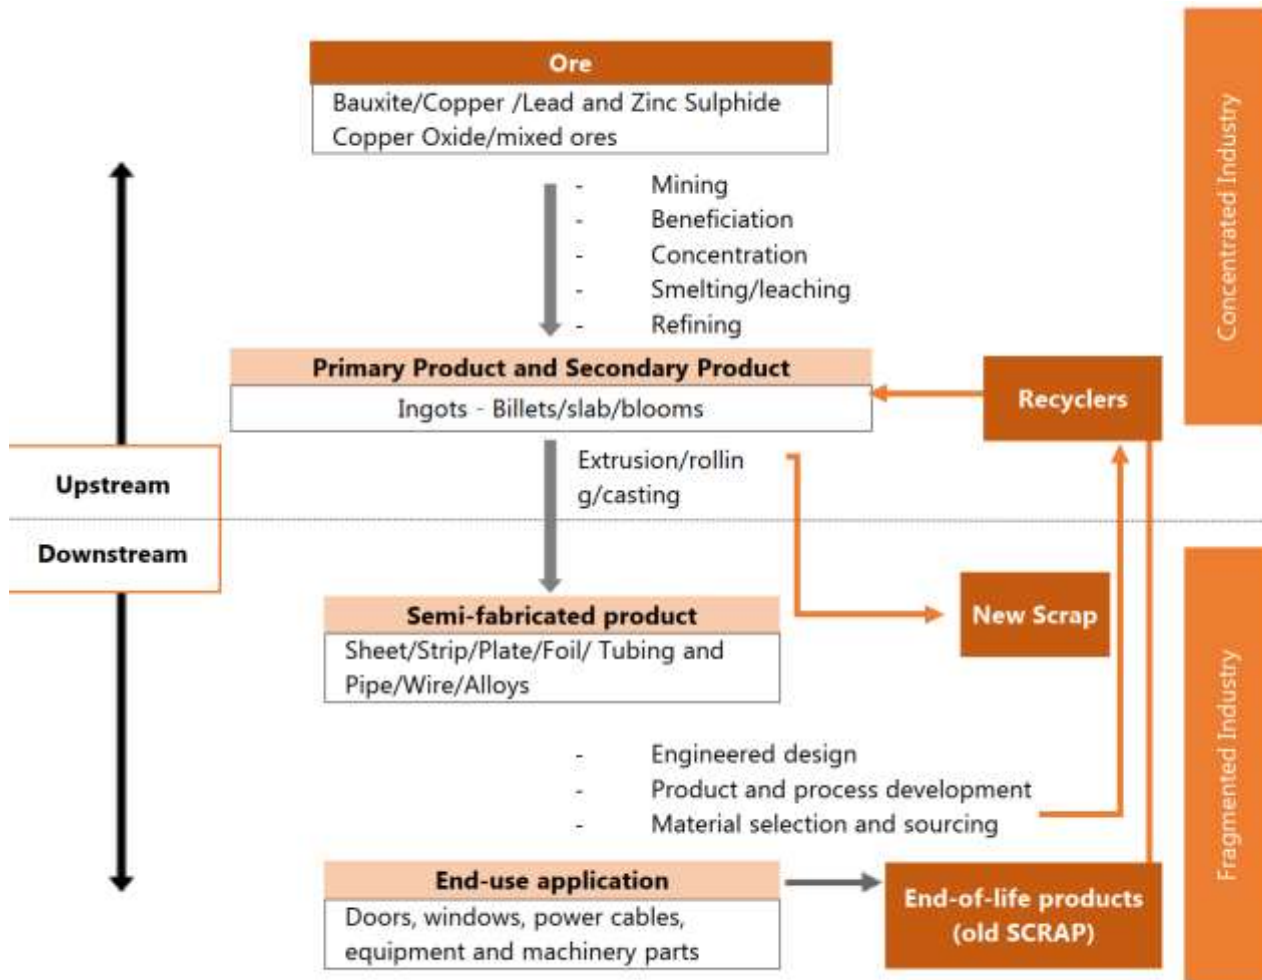 Ore
Bauxite/Copper /Lead and Zinc Sulphide
Copper Oxide/mixed ores
- Mining
- Beneficiation
- Concentration
- Smelting/leaching
- Refining
Concentrated Industry
Primary Product and Secondary Product
Ingots - Billets/slab/blooms
Recyclers
Extrusion/rollin
g/casting
Upstream
Downstream
Semi-fabricated product
Sheet/Strip/Plate/Foil/ Tubing and
Pipe/Wire/Alloys
New Scrap
- Engineered design
- Product and process development
- Material selection and sourcing
Fragmented Industry
End-use application
Doors, windows, power cables,
equipment and machinery parts
End-of-life products
(old SCRAP)